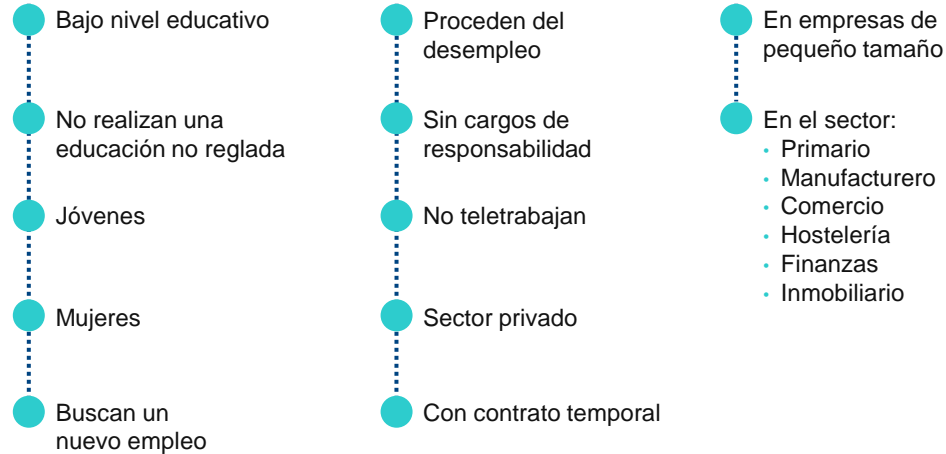 Bajo nivel educativo
No realizan una
educación no reglada
Jóvenes
Mujeres
Buscan un
nuevo empleo
Proceden del
desempleo
Sin cargos de
responsabilidad
No teletrabajan
Sector privado
Con contrato temporal
En empresas de
pequeño tamaño
En el sector:
• Primario
• Manufacturero
• Comercio
• Hostelería
• Finanzas
• Inmobiliario